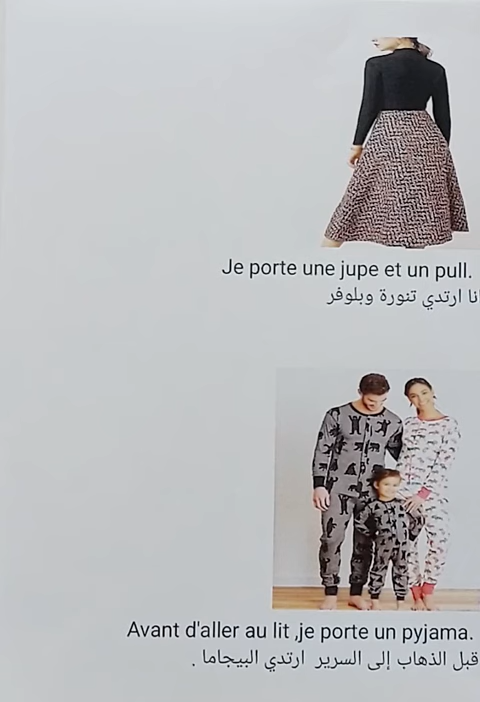 Je porte une jupe et un pull.
انا ارتدي تنورة وبلوفر
Avant d'aller au lit ,je porte un pyjama.
قبل الذهاب إلى السرير ارتدي البيجاما .